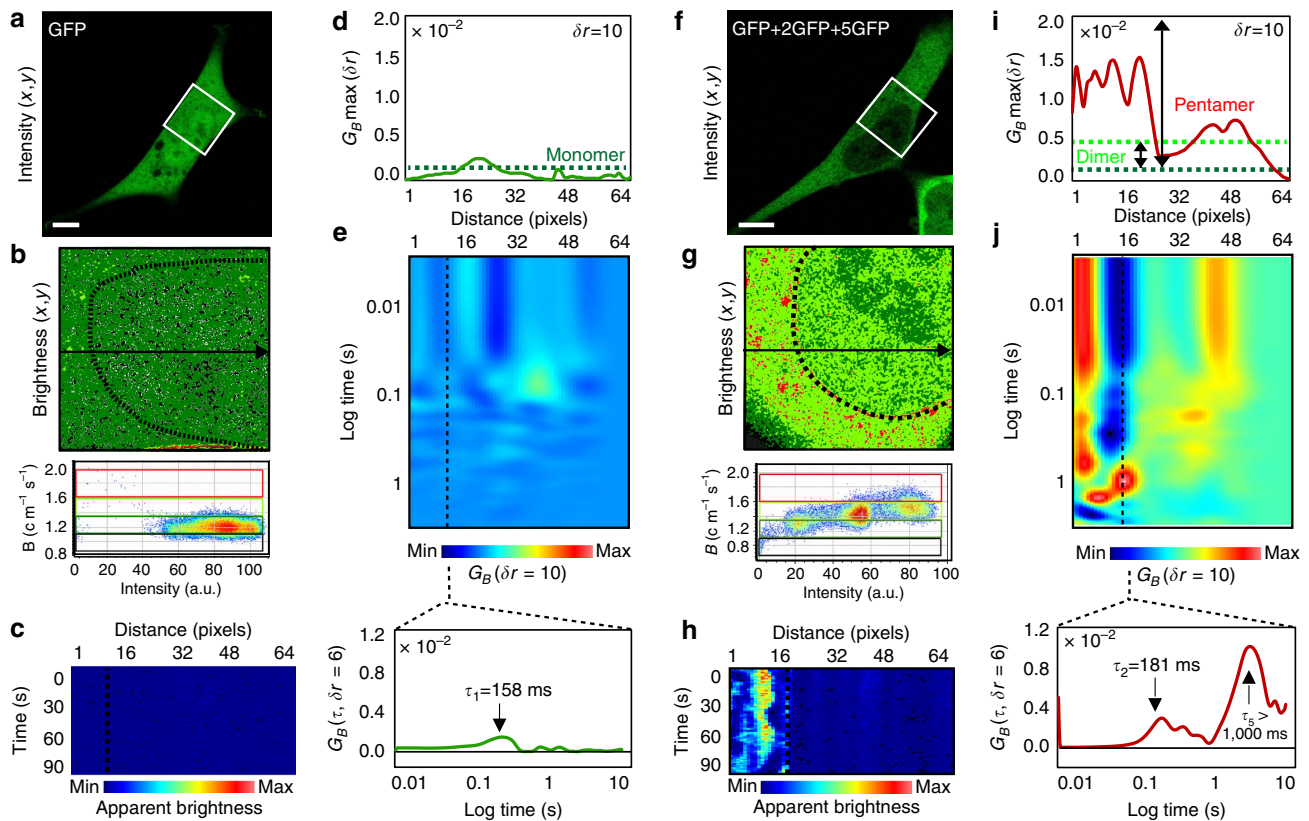 a
GFP
Intensity (x,y)
b
Brightness (x,y)
B (c m⁻¹ s⁻¹)
2.0
1.6
1.2
0.8
0 20 40 60 80 100
Intensity (a.u.)
c
Distance (pixels)
1 16 32 48 64
Time (s)
0
30
60
90
Min Max
Apparent brightness
d
× 10⁻²
δr=10
G_B max (δr)
2.0
1.5
1.0
0.5
0.0
Monomer
1 16 32 48 64
Distance (pixels)
e
1 16 32 48 64
Log time (s)
0.01
0.1
1
Min Max
G_B (δr = 10)
G_B (τ, δr = 6)
1.2
0.8
0.4
0.0
× 10⁻²
τ₁=158 ms
0.01 0.1 1 10
Log time (s)
f
GFP+2GFP+5GFP
Intensity (x,y)
g
Brightness (x,y)
B (c m⁻¹ s⁻¹)
2.0
1.6
1.2
0.8
0 20 40 60 80 100
Intensity (a.u.)
h
Distance (pixels)
1 16 32 48 64
Time (s)
0
30
60
90
Min Max
Apparent brightness
i
×10⁻²
δr=10
G_B max(δr)
2.0
1.5
1.0
0.5
0.0
Pentamer
Dimer
1 16 32 48 64
Distance (pixels)
j
1 16 32 48 64
Log time (s)
0.01
0.1
1
Min Max
G_B (δr = 10)
G_B (τ, δr = 6)
1.2
0.8
0.4
0.0
× 10⁻²
τ₂=181 ms
τ₅ >
1,000 ms
0.01 0.1 1 10
Log time (s)